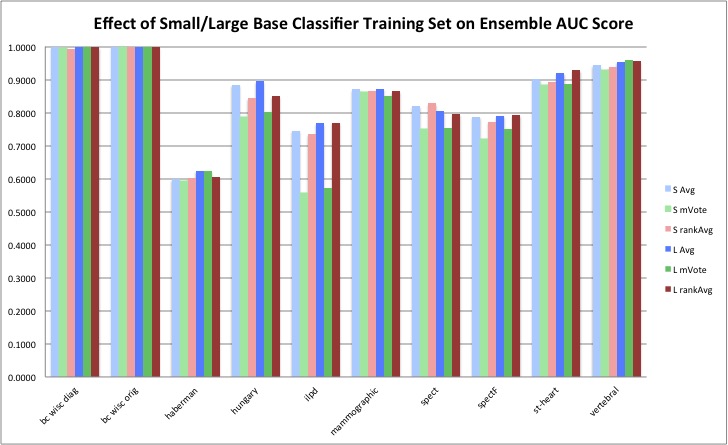 Effect of Small/Large Base Classifier Training Set on Ensemble AUC Score
1.0000
0.9000
0.8000
0.7000
0.6000
0.5000
0.4000
0.3000
0.2000
0.1000
0.0000
bc wisc diag
bc wisc orig
haberman
hungary
ilpd
mammographic
spect
spectF
st-heart
vertebral
S Avg
S mVote
S rankAvg
L Avg
L mVote
L rankAvg